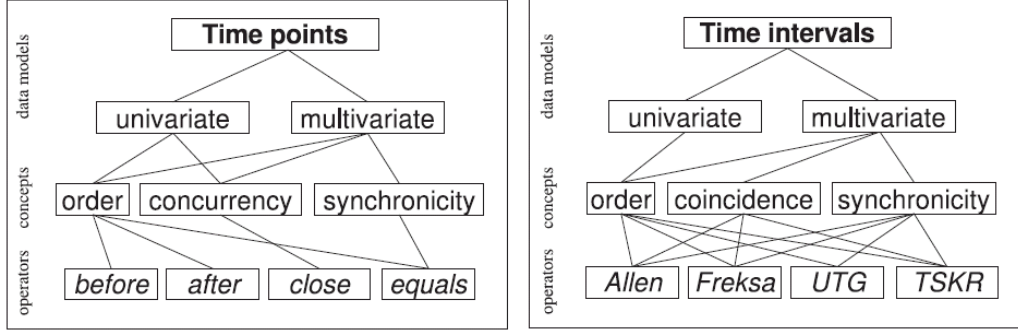 Time points
data models
univariate multivariate
concepts
order concurrency synchronicity
operators
before after close equals
Time intervals
data models
univariate multivariate
concepts
order coincidence synchronicity
operators
Allen Freksa UTG TSKR